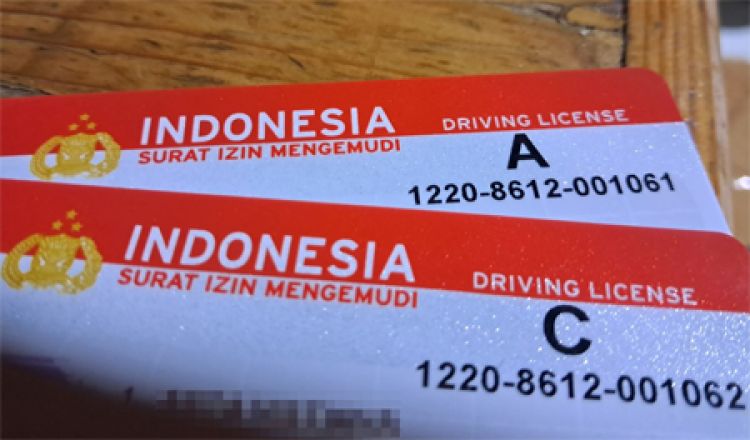 INDONESIA
SURAT IZIN MENGEMUDI
DRIVING LICENSE
A
1220-8612-001061
INDONESIA
SURAT IZIN MENGEMUDI
DRIVING LICENSE
C
1220-8612-001062